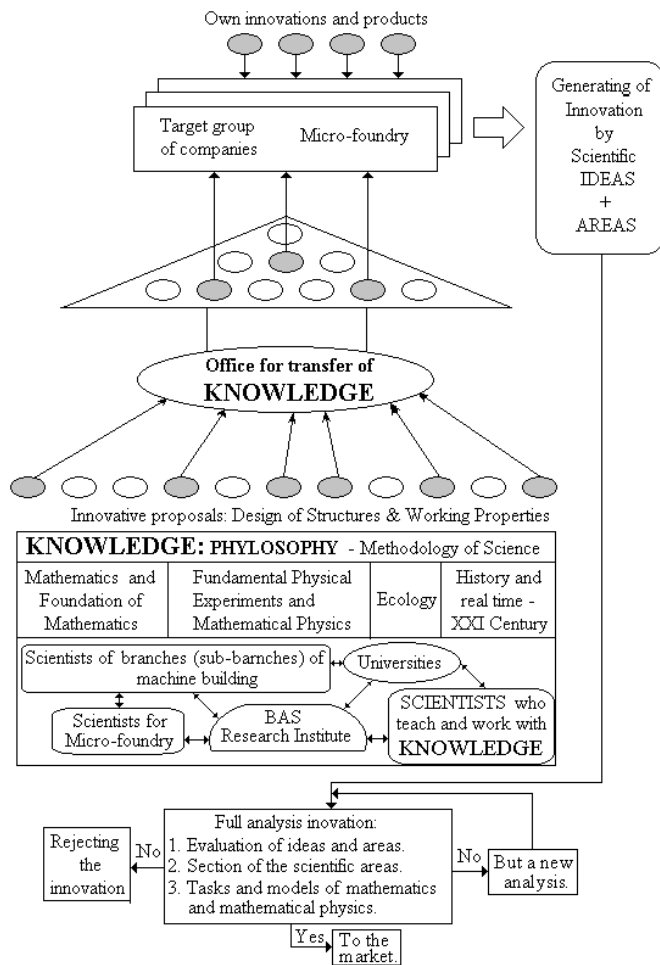 Own innovations and products
Target group
of companies
Micro-foundry
Generating of
Innovation
by
Scientific
IDEAS
+
AREAS
Office for transfer of
KNOWLEDGE
Innovative proposals: Design of Structures & Working Properties
KNOWLEDGE: PHYLOSOPHY - Methodology of Science
Mathematics and
Foundation of
Mathematics
Fundamental Physical
Experiments and
Mathematical Physics
Ecology
History and
real time -
XXI Century
Scientists of branches (sub-barnches) of
machine building
Universities
Scientists for
Micro-foundry
BAS
Research Institute
SCIENTISTS who
teach and work with
KNOWLEDGE
Full analysis inovation:
1. Evaluation of ideas and areas.
2. Section of the scientific areas.
3. Tasks and models of mathematics
and mathematical physics.
No
Rejecting
the
innovation
No
But a new
analysis.
Yes
To the
market.